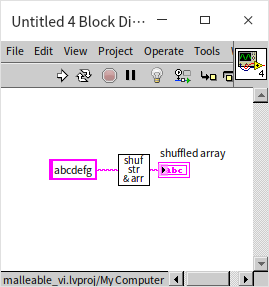 Untitled 4 Block Di...
File Edit View Project Operate Tools
4
shuffled array
abcdefg
shuf
str
& arr
abc
malleable_vi.lvproj/My Computer